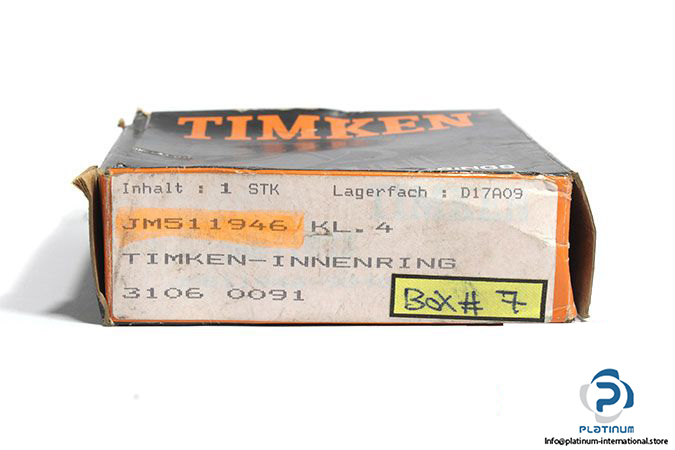 TIMKEN
Inhalt : 1 STK Lagerfach : D17A09
JM511946 KL.4
TIMKEN-INNENRING
3106 0091
BOX # 7
PLATINUM
Info@platinum-international.store